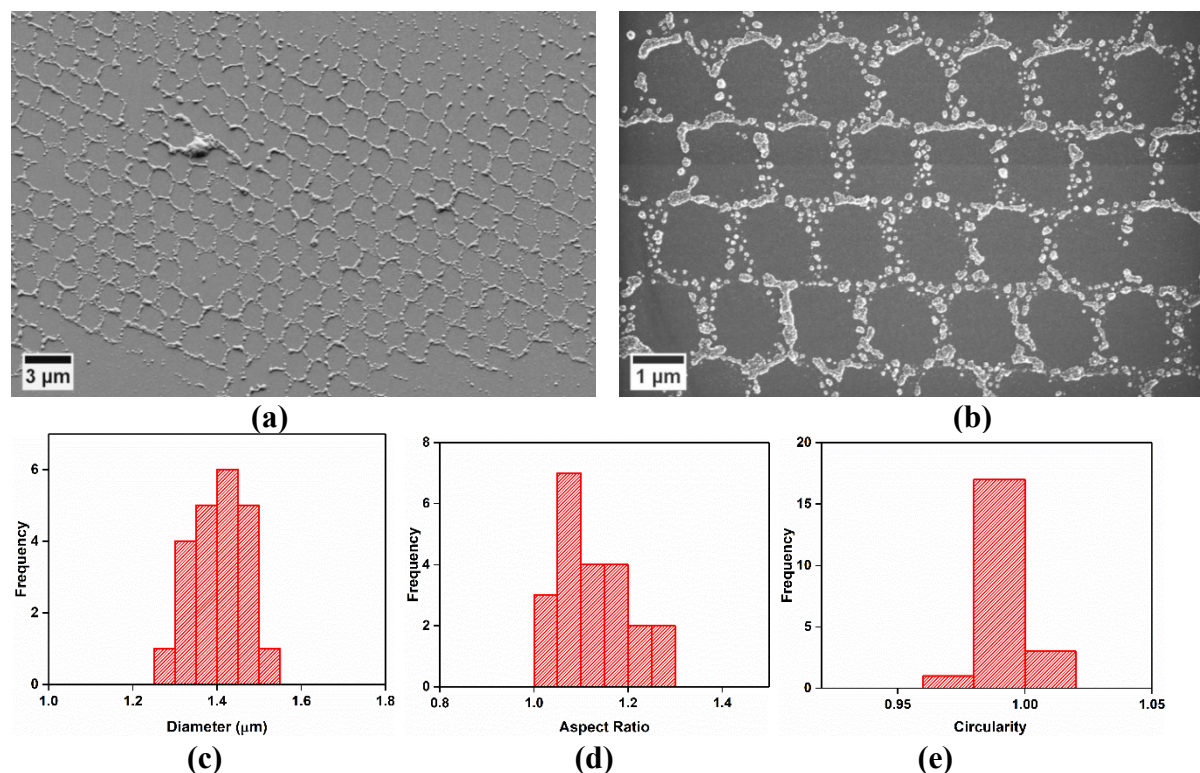 3 µm
1 µm
(a)
(b)
6
4
2
0
Frequency
1.0
1.2
1.4
1.6
1.8
Diameter (µm)
(c)
8
6
4
2
0
Frequency
0.8
1.0
1.2
1.4
Aspect Ratio
(d)
20
15
10
5
0
Frequency
0.95
1.00
1.05
Circularity
(e)